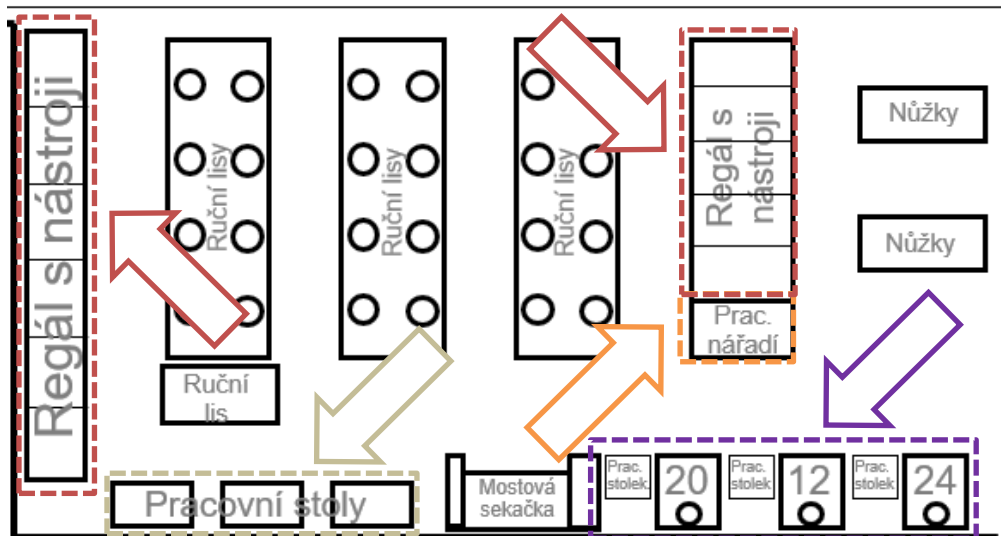 Regál s nástroji
Ruční lisy
Ruční lisy
Ruční lisy
Regál s
nástroji
Nůžky
Nůžky
Prac.
nářadí
Ruční
lis
Pracovní stoly
Mostová
sekačka
Prac.
stolek
20
Prac.
stolek
12
Prac.
stolek
24